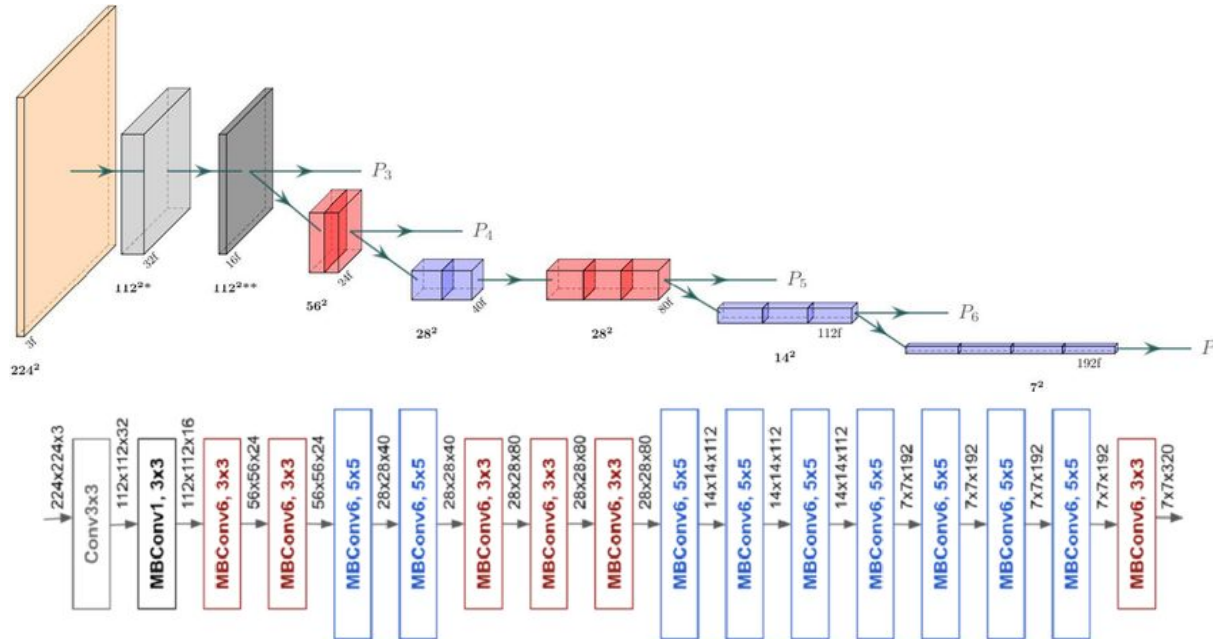 P₃
P₄
P₅
P₆
P
3f
32f
16f
24f
40f
80f
112f
192f
224²
112²*
112²**
56²
28²
28²
14²
7²
224x224x3
Conv3x3
112x112x32
MBConv1, 3x3
112x112x16
MBConv6, 3x3
56x56x24
MBConv6, 3x3
56x56x24
MBConv6, 5x5
28x28x40
MBConv6, 5x5
28x28x40
MBConv6, 3x3
28x28x80
MBConv6, 3x3
28x28x80
MBConv6, 3x3
28x28x80
MBConv6, 5x5
14x14x112
MBConv6, 5x5
14x14x112
MBConv6, 5x5
14x14x112
MBConv6, 5x5
7x7x192
MBConv6, 5x5
7x7x192
MBConv6, 5x5
7x7x192
MBConv6, 5x5
7x7x192
MBConv6, 3x3
7x7x320